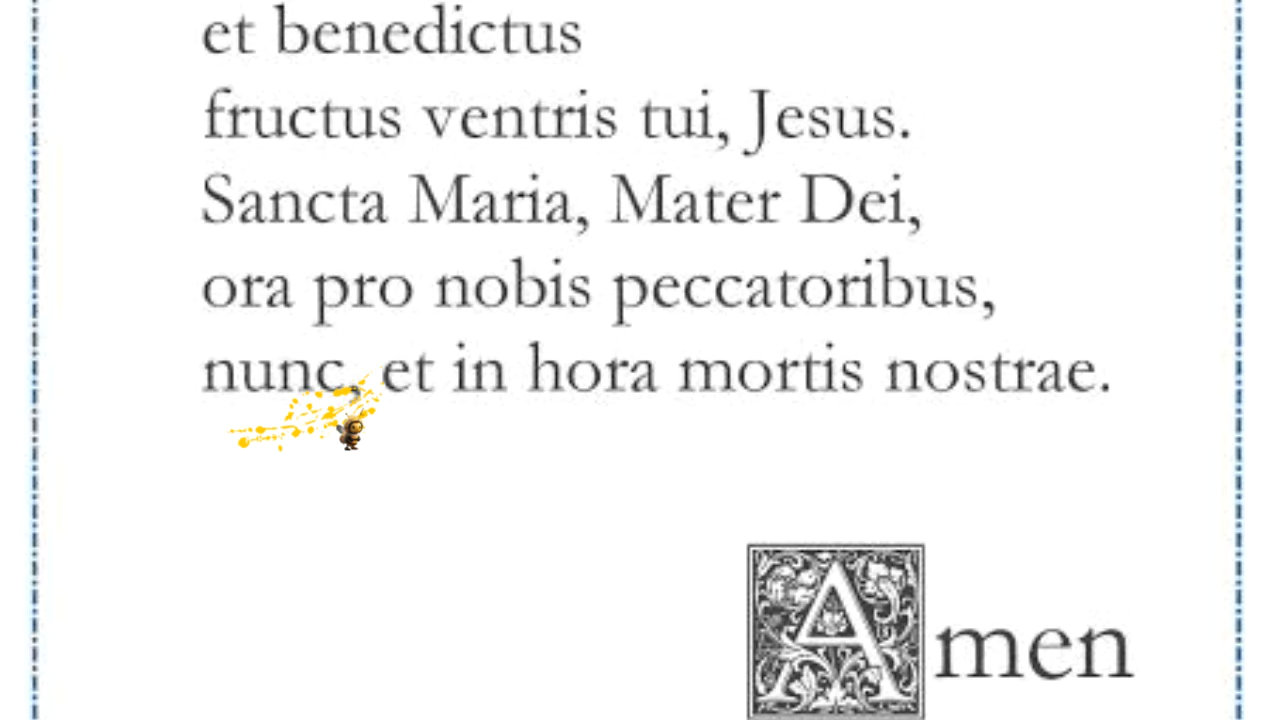 et benedictus
fructus ventris tui, Jesus.
Sancta Maria, Mater Dei,
ora pro nobis peccatoribus,
nunc, et in hora mortis nostrae.
Amen